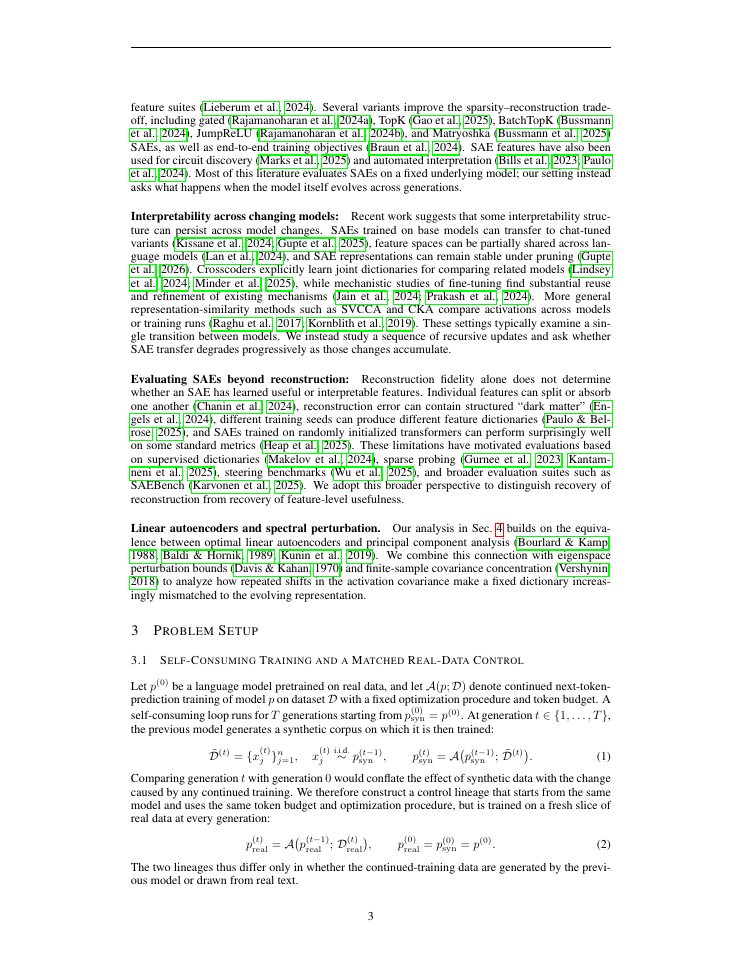 feature suites (Lieberum et al., 2024). Several variants improve the sparsity–reconstruction trade-
off, including gated (Rajamanoharan et al., 2024a), TopK (Gao et al., 2025), BatchTopK (Bussmann
et al., 2024), JumpReLU (Rajamanoharan et al., 2024b), and Matryoshka (Bussmann et al., 2025)
SAEs, as well as end-to-end training objectives (Braun et al., 2024). SAE features have also been
used for circuit discovery (Marks et al., 2025) and automated interpretation (Bills et al., 2023; Paulo
et al., 2024). Most of this literature evaluates SAEs on a fixed underlying model; our setting instead
asks what happens when the model itself evolves across generations.
Interpretability across changing models: Recent work suggests that some interpretability struc-
ture can persist across model changes. SAEs trained on base models can transfer to chat-tuned
variants (Kissane et al., 2024; Gupte et al., 2025), feature spaces can be partially shared across lan-
guage models (Lan et al., 2024), and SAE representations can remain stable under pruning (Gupte
et al., 2026). Crosscoders explicitly learn joint dictionaries for comparing related models (Lindsey
et al., 2024; Minder et al., 2025), while mechanistic studies of fine-tuning find substantial reuse
and refinement of existing mechanisms (Jain et al., 2024; Prakash et al., 2024). More general
representation-similarity methods such as SVCCA and CKA compare activations across models
or training runs (Raghu et al., 2017; Kornblith et al., 2019). These settings typically examine a sin-
gle transition between models. We instead study a sequence of recursive updates and ask whether
SAE transfer degrades progressively as those changes accumulate.
Evaluating SAEs beyond reconstruction: Reconstruction fidelity alone does not determine
whether an SAE has learned useful or interpretable features. Individual features can split or absorb
one another (Chanin et al., 2024), reconstruction error can contain structured “dark matter” (En-
gels et al., 2024), different training seeds can produce different feature dictionaries (Paulo & Bel-
rose, 2025), and SAEs trained on randomly initialized transformers can perform surprisingly well
on some standard metrics (Heap et al., 2025). These limitations have motivated evaluations based
on supervised dictionaries (Makelov et al., 2024), sparse probing (Gurnee et al., 2023; Kantam-
neni et al., 2025), steering benchmarks (Wu et al., 2025), and broader evaluation suites such as
SAEBench (Karvonen et al., 2025). We adopt this broader perspective to distinguish recovery of
reconstruction from recovery of feature-level usefulness.
Linear autoencoders and spectral perturbation. Our analysis in Sec. 4 builds on the equiva-
lence between optimal linear autoencoders and principal component analysis (Bourlard & Kamp,
1988; Baldi & Hornik, 1989; Kunin et al., 2019). We combine this connection with eigenspace
perturbation bounds (Davis & Kahan, 1970) and finite-sample covariance concentration (Vershynin,
2018) to analyze how repeated shifts in the activation covariance make a fixed dictionary increas-
ingly mismatched to the evolving representation.
3 PROBLEM SETUP
3.1 SELF-CONSUMING TRAINING AND A MATCHED REAL-DATA CONTROL
Let p^{(0)} be a language model pretrained on real data, and let 𝒜(p; 𝒟) denote continued next-token-
prediction training of model p on dataset 𝒟 with a fixed optimization procedure and token budget. A
self-consuming loop runs for T generations starting from p_{syn}^{(0)} = p^{(0)}. At generation t ∈ {1, . . . , T},
the previous model generates a synthetic corpus on which it is then trained:
𝒟̃^{(t)} = {x_j^{(t)}}_{j=1}^n, x_j^{(t)} \overset{i.i.d.}{∼} p_{syn}^{(t−1)}, p_{syn}^{(t)} = 𝒜(p_{syn}^{(t−1)}; 𝒟̃^{(t)}). (1)
Comparing generation t with generation 0 would conflate the effect of synthetic data with the change
caused by any continued training. We therefore construct a control lineage that starts from the same
model and uses the same token budget and optimization procedure, but is trained on a fresh slice of
real data at every generation:
p_{real}^{(t)} = 𝒜(p_{real}^{(t−1)}; 𝒟_{real}^{(t)}), p_{real}^{(0)} = p_{syn}^{(0)} = p^{(0)}. (2)
The two lineages thus differ only in whether the continued-training data are generated by the previ-
ous model or drawn from real text.
3